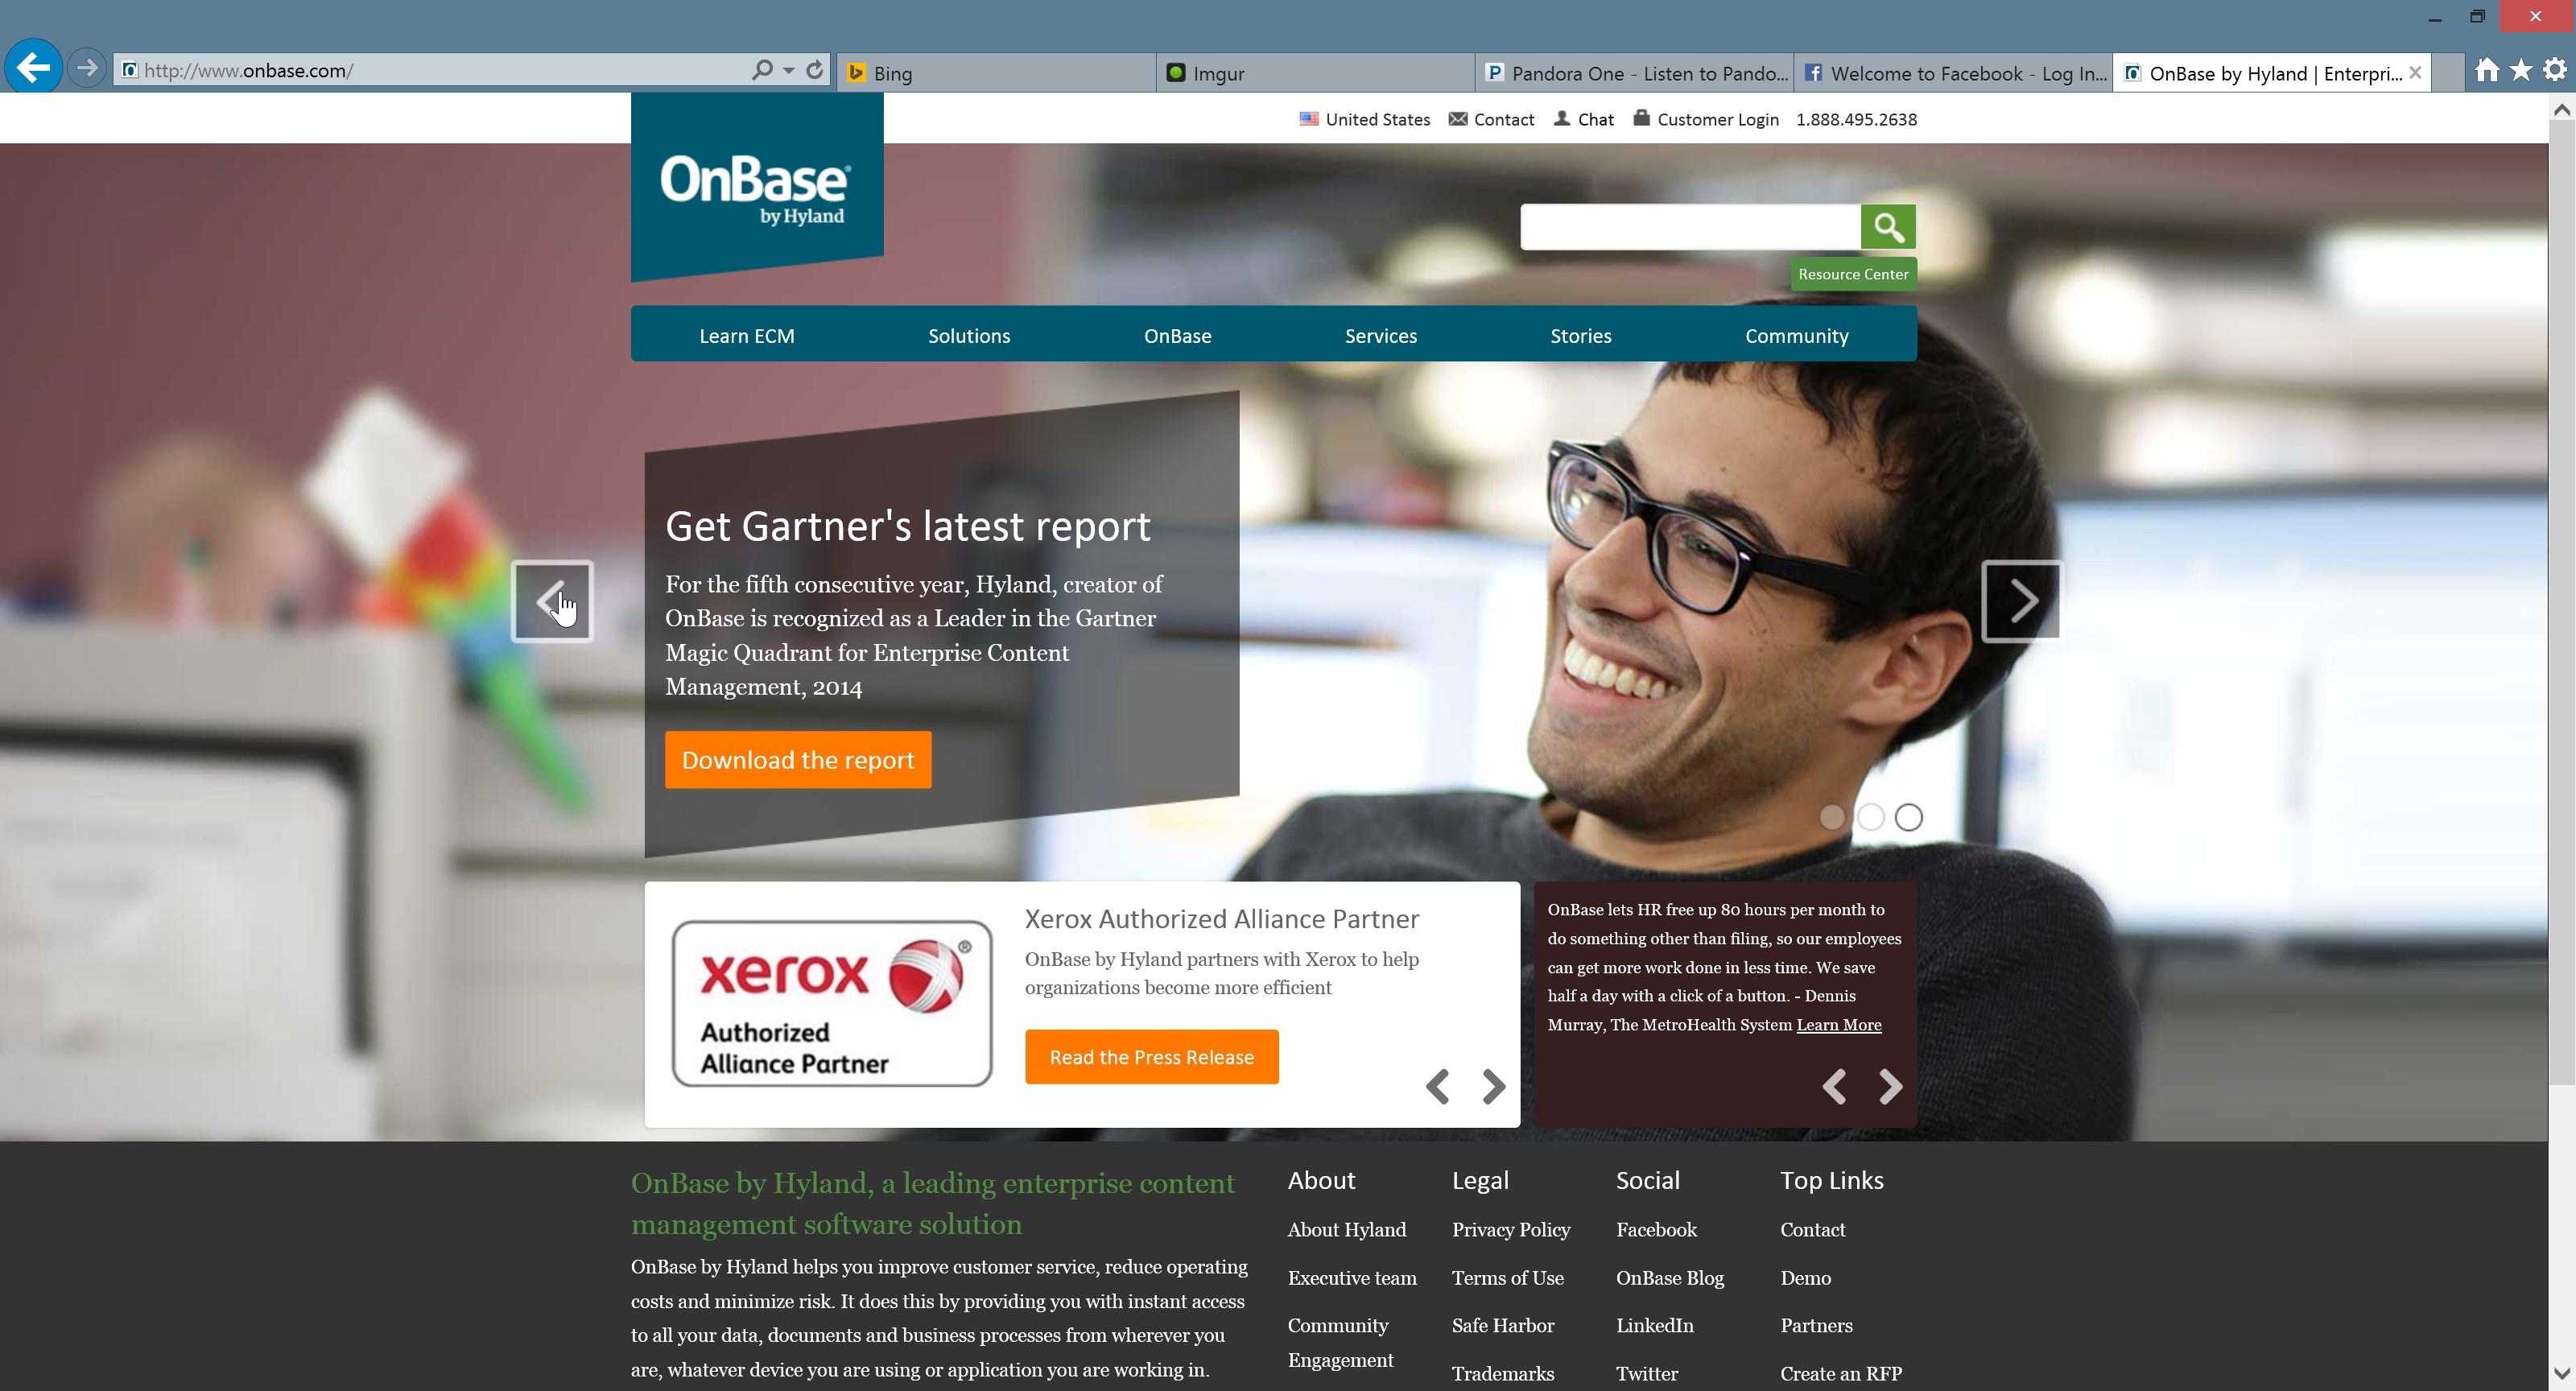 http://www.onbase.com/
Bing
Imgur
Pandora One - Listen to Pando...
Welcome to Facebook - Log In...
OnBase by Hyland | Enterpri...
United States
Contact
Chat
Customer Login
1.888.495.2638
OnBase®
by Hyland
Resource Center
Learn ECM
Solutions
OnBase
Services
Stories
Community
Get Gartner's latest report
For the fifth consecutive year, Hyland, creator of
OnBase is recognized as a Leader in the Gartner
Magic Quadrant for Enterprise Content
Management, 2014
Download the report
xerox ®
Authorized
Alliance Partner
Xerox Authorized Alliance Partner
OnBase by Hyland partners with Xerox to help
organizations become more efficient
Read the Press Release
OnBase lets HR free up 80 hours per month to
do something other than filing, so our employees
can get more work done in less time. We save
half a day with a click of a button. - Dennis
Murray, The MetroHealth System Learn More
OnBase by Hyland, a leading enterprise content
management software solution
OnBase by Hyland helps you improve customer service, reduce operating
costs and minimize risk. It does this by providing you with instant access
to all your data, documents and business processes from wherever you
are, whatever device you are using or application you are working in.
About
About Hyland
Executive team
Community
Engagement
Legal
Privacy Policy
Terms of Use
Safe Harbor
Trademarks
Social
Facebook
OnBase Blog
LinkedIn
Twitter
Top Links
Contact
Demo
Partners
Create an RFP